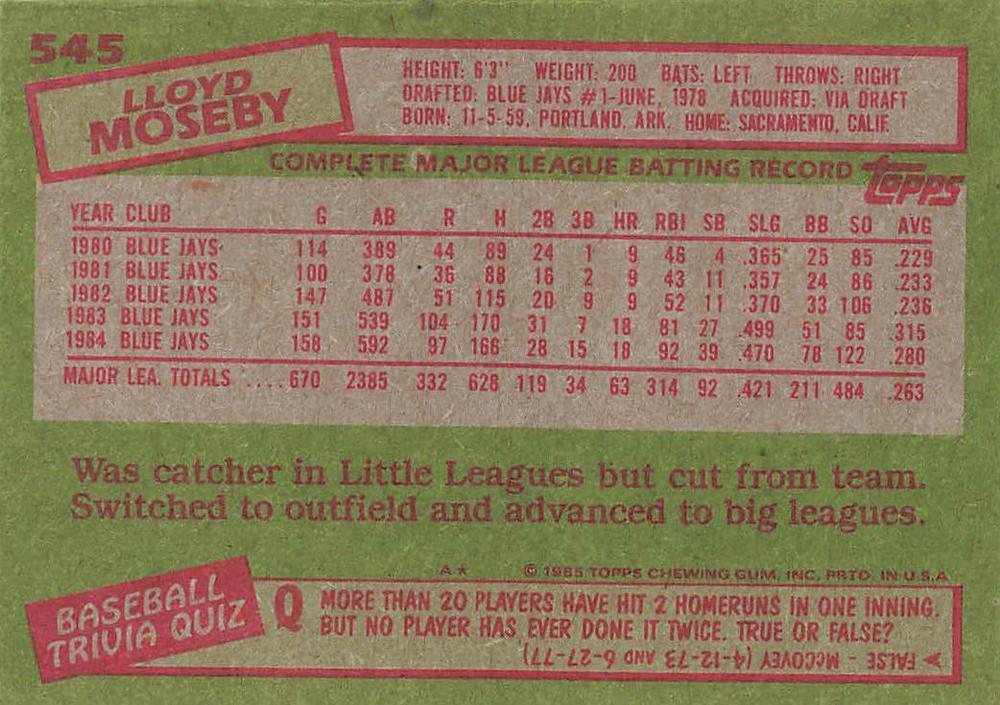 545
LLOYD
MOSEBY
HEIGHT: 6'3" WEIGHT: 200 BATS: LEFT THROWS: RIGHT
DRAFTED: BLUE JAYS #1-JUNE, 1978 ACQUIRED: VIA DRAFT
BORN: 11-5-59, PORTLAND, ARK. HOME: SACRAMENTO, CALIF.
COMPLETE MAJOR LEAGUE BATTING RECORD topps
YEAR CLUB G AB R H 2B 3B HR RBI SB SLG BB SO AVG
1980 BLUE JAYS 114 389 44 89 24 1 9 46 4 .365 25 85 .229
1981 BLUE JAYS 100 378 36 88 16 2 9 43 11 .357 24 86 .233
1982 BLUE JAYS 147 487 51 115 20 9 9 52 11 .370 33 106 .236
1983 BLUE JAYS 151 539 104 170 31 7 18 81 27 .499 51 85 .315
1984 BLUE JAYS 158 592 97 166 28 15 18 92 39 .470 78 122 .280
MAJOR LEA. TOTALS ....670 2385 332 628 119 34 63 314 92 .421 211 484 .263
Was catcher in Little Leagues but cut from team.
Switched to outfield and advanced to big leagues.
A* © 1985 TOPPS CHEWING GUM, INC. PRTD. IN U.S.A.
BASEBALL
TRIVIA QUIZ
Q MORE THAN 20 PLAYERS HAVE HIT 2 HOMERUNS IN ONE INNING.
BUT NO PLAYER HAS EVER DONE IT TWICE. TRUE OR FALSE?
➤ FALSE - McCOVEY (4-12-73 AND 6-27-77)